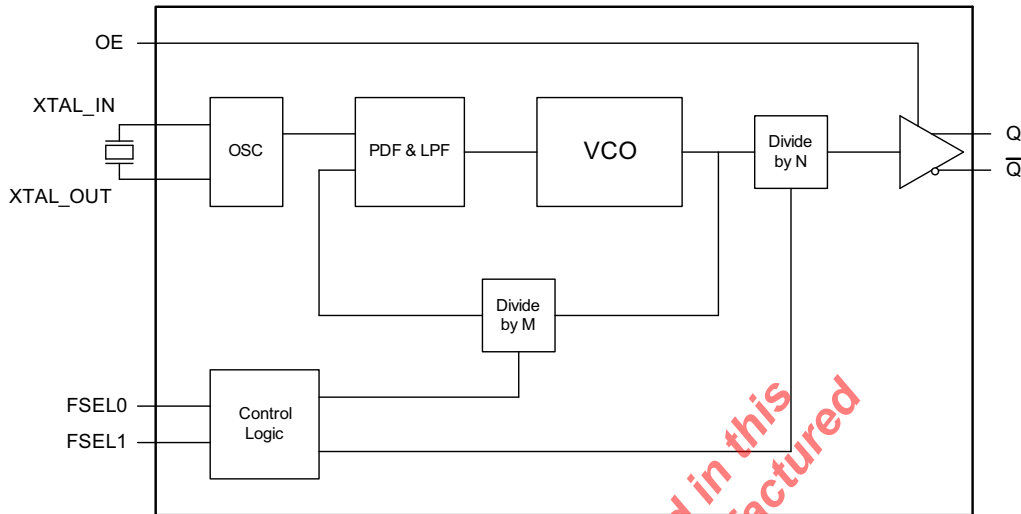 OE
XTAL_IN
XTAL_OUT
OSC
PDF & LPF
VCO
Divide
by N
Q
Q̅
Divide
by M
FSEL0
FSEL1
Control
Logic
d in this
factured